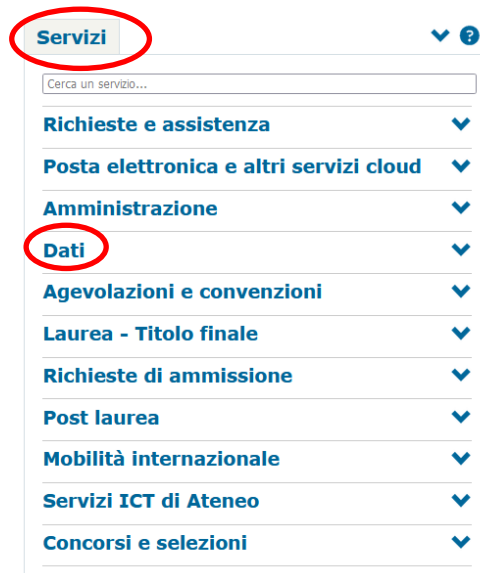 Servizi
?
Cerca un servizio...
Richieste e assistenza
Posta elettronica e altri servizi cloud
Amministrazione
Dati
Agevolazioni e convenzioni
Laurea - Titolo finale
Richieste di ammissione
Post laurea
Mobilità internazionale
Servizi ICT di Ateneo
Concorsi e selezioni